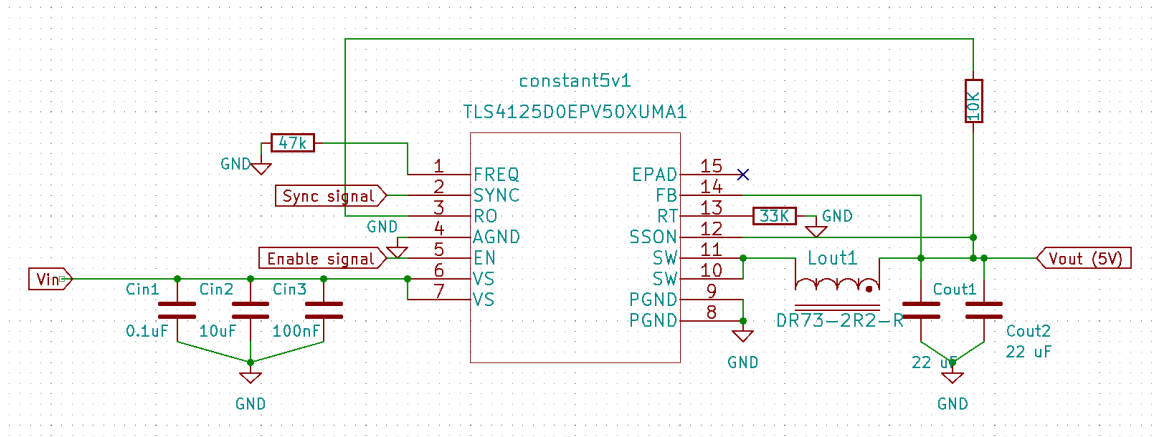 constant5v1
TLS4125D0EPV50XUMA1
10K
47k
GND
1 FREQ
2 SYNC
3 RO
4 AGND
5 EN
6 VS
7 VS
EPAD 15
FB 14
RT 13
SSON 12
SW 11
SW 10
PGND 9
PGND 8
Sync signal
GND
Enable signal
33K
GND
Vin
Cin1
Cin2
Cin3
0.1uF
10uF
100nF
GND
Lout1
DR73-2R2-R
Vout (5V)
Cout1
22 uF
Cout2
22 uF
GND
GND